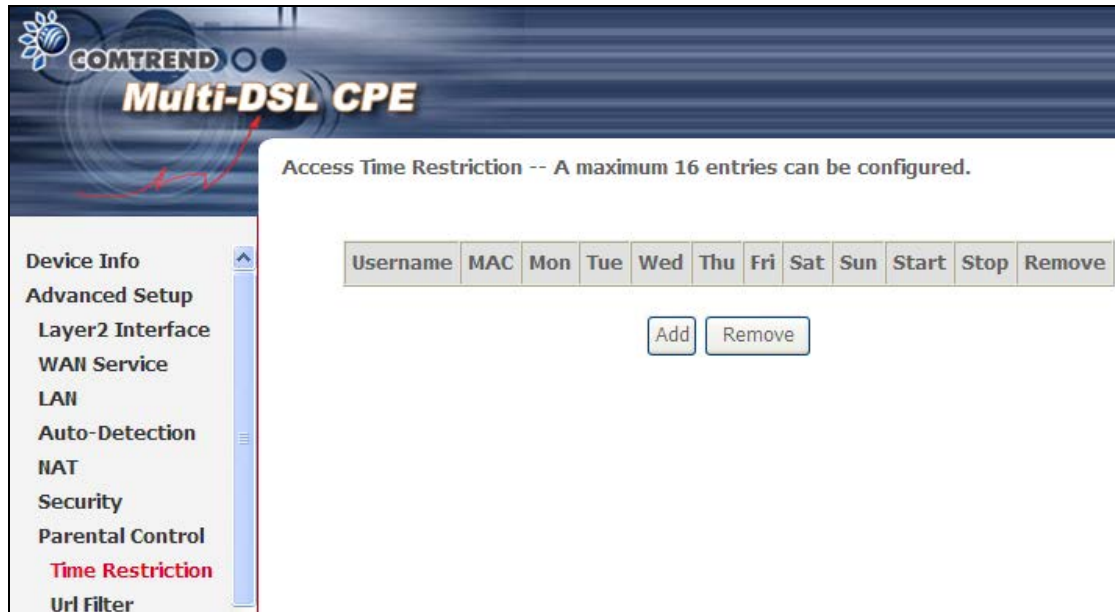 COMTREND
Multi-DSL CPE
Access Time Restriction -- A maximum 16 entries can be configured.
Username MAC Mon Tue Wed Thu Fri Sat Sun Start Stop Remove
Add Remove
Device Info
Advanced Setup
Layer2 Interface
WAN Service
LAN
Auto-Detection
NAT
Security
Parental Control
Time Restriction
Url Filter